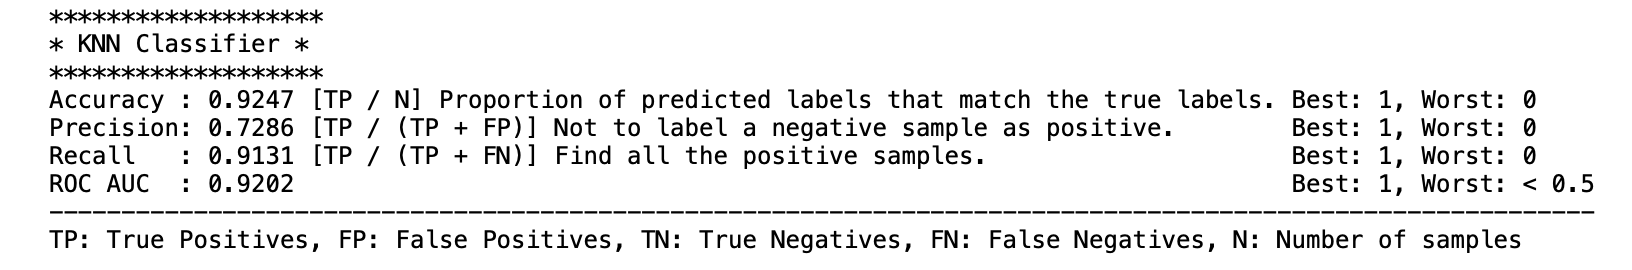 *******************
* KNN Classifier *
*******************
Accuracy : 0.9247 [TP / N] Proportion of predicted labels that match the true labels. Best: 1, Worst: 0
Precision: 0.7286 [TP / (TP + FP)] Not to label a negative sample as positive.        Best: 1, Worst: 0
Recall   : 0.9131 [TP / (TP + FN)] Find all the positive samples.                     Best: 1, Worst: 0
ROC AUC  : 0.9202                                                                     Best: 1, Worst: < 0.5
-----------------------------------------------------------------------------------------------------------
TP: True Positives, FP: False Positives, TN: True Negatives, FN: False Negatives, N: Number of samples